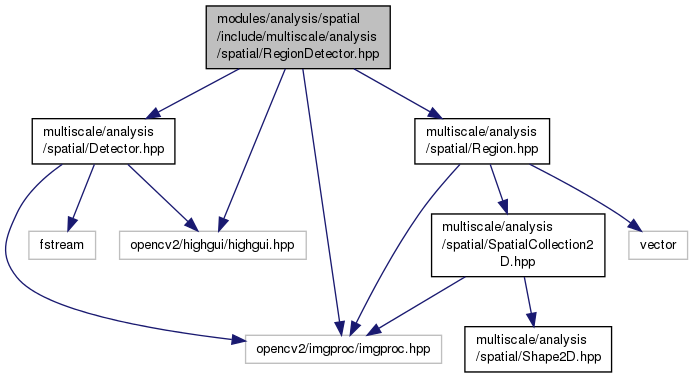 modules/analysis/spatial
/include/multiscale/analysis
/spatial/RegionDetector.hpp
multiscale/analysis
/spatial/Detector.hpp
multiscale/analysis
/spatial/Region.hpp
fstream
opencv2/highgui/highgui.hpp
multiscale/analysis
/spatial/SpatialCollection2
D.hpp
vector
opencv2/imgproc/imgproc.hpp
multiscale/analysis
/spatial/Shape2D.hpp